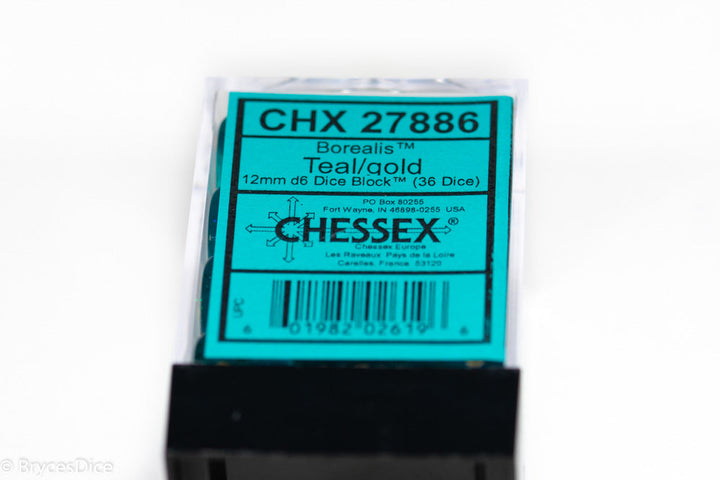 CHX 27886
Borealis™
Teal/gold
12mm d6 Dice Block™ (36 Dice)
PO Box 80255
Fort Wayne, IN 46898-0255 USA
CHESSEX®
Chessex Europe
Les Raveaux Pays de la Loire
Carelles, France 53120
UPC
6 01982 02619 6
© BrycesDice